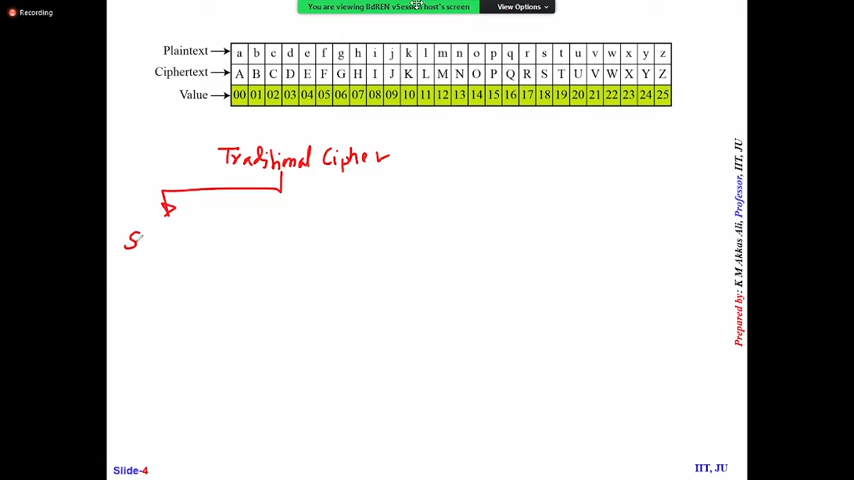 Recording
You are viewing BdREN vSession host's screen View Options
Plaintext a b c d e f g h i j k l m n o p q r s t u v w x y z
Ciphertext A B C D E F G H I J K L M N O P Q R S T U V W X Y Z
Value 00 01 02 03 04 05 06 07 08 09 10 11 12 13 14 15 16 17 18 19 20 21 22 23 24 25
Traditional Cipher
S
Prepared by: K M Akkas Ali, Professor, IIT, JU
Slide-4
IIT, JU